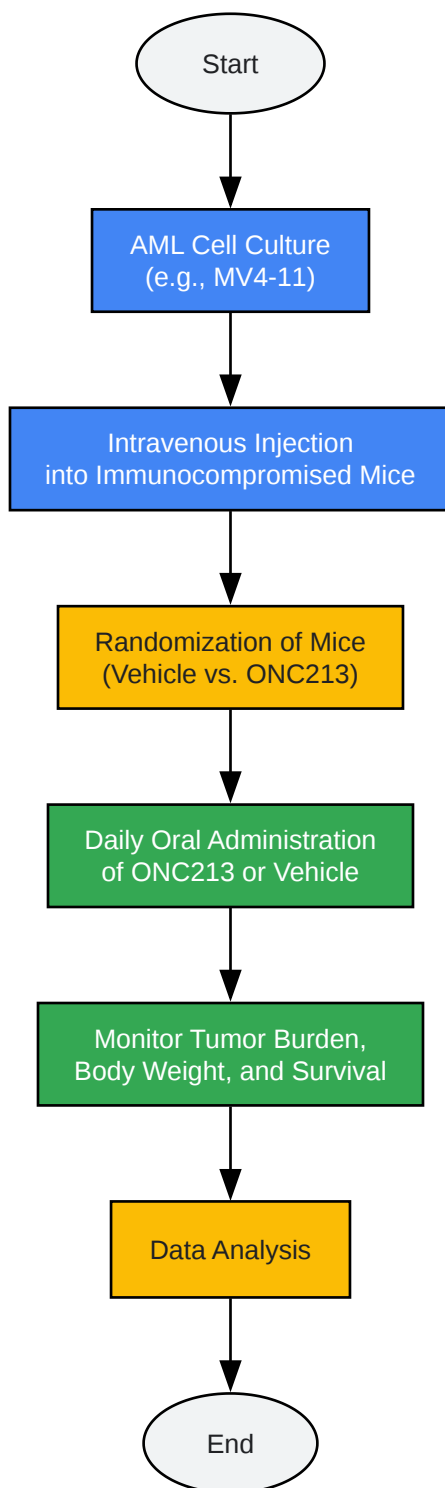 Start
AML Cell Culture
(e.g., MV4-11)
Intravenous Injection
into Immunocompromised Mice
Randomization of Mice
(Vehicle vs. ONC213)
Daily Oral Administration
of ONC213 or Vehicle
Monitor Tumor Burden,
Body Weight, and Survival
Data Analysis
End